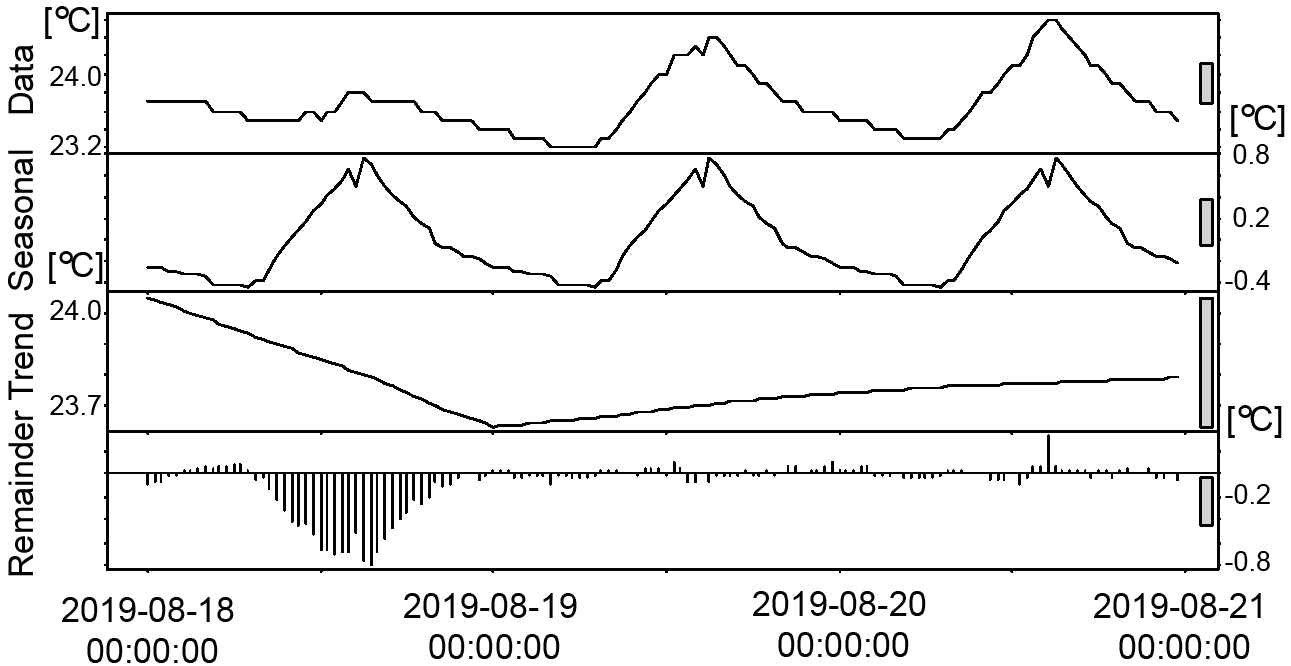 [°C]
Data
24.0
23.2
[°C]
0.8
Seasonal
0.2
[°C]
-0.4
Trend
24.0
23.7
[°C]
Remainder
-0.2
-0.8
2019-08-18 2019-08-19 2019-08-20 2019-08-21
00:00:00 00:00:00 00:00:00 00:00:00